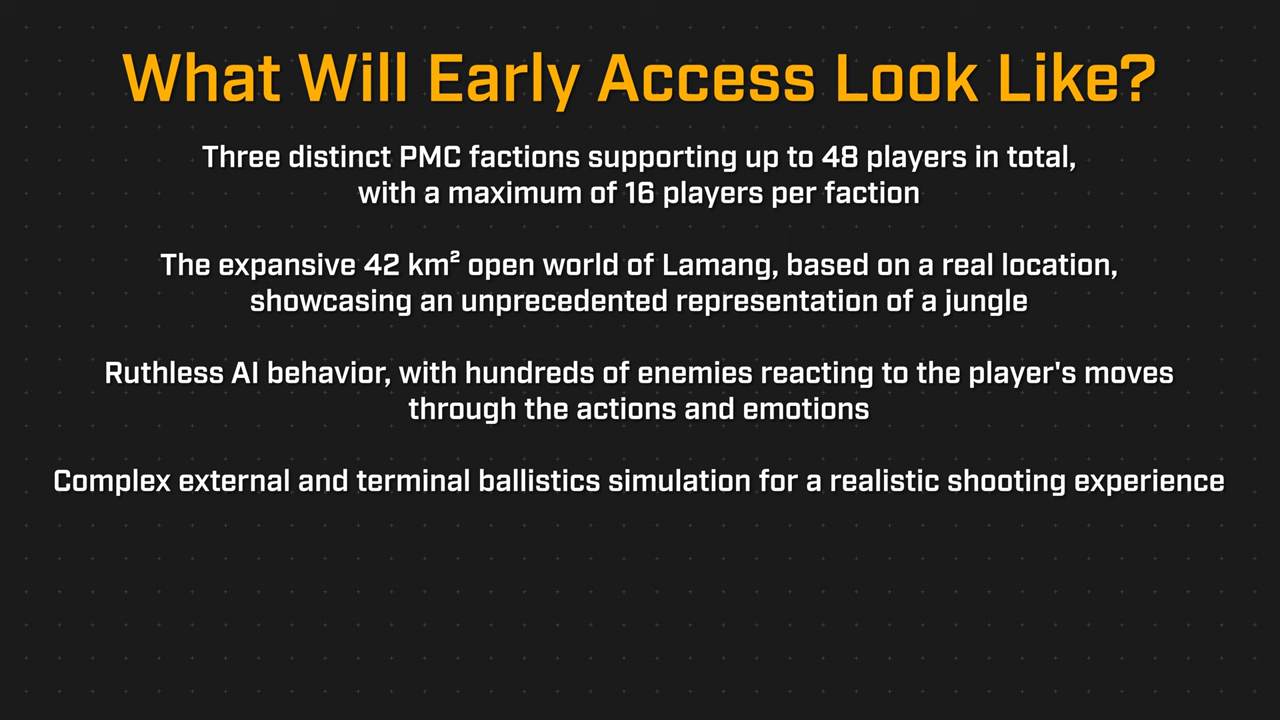 What Will Early Access Look Like?
Three distinct PMC factions supporting up to 48 players in total,
with a maximum of 16 players per faction
The expansive 42 km² open world of Lamang, based on a real location,
showcasing an unprecedented representation of a jungle
Ruthless AI behavior, with hundreds of enemies reacting to the player's moves
through the actions and emotions
Complex external and terminal ballistics simulation for a realistic shooting experience